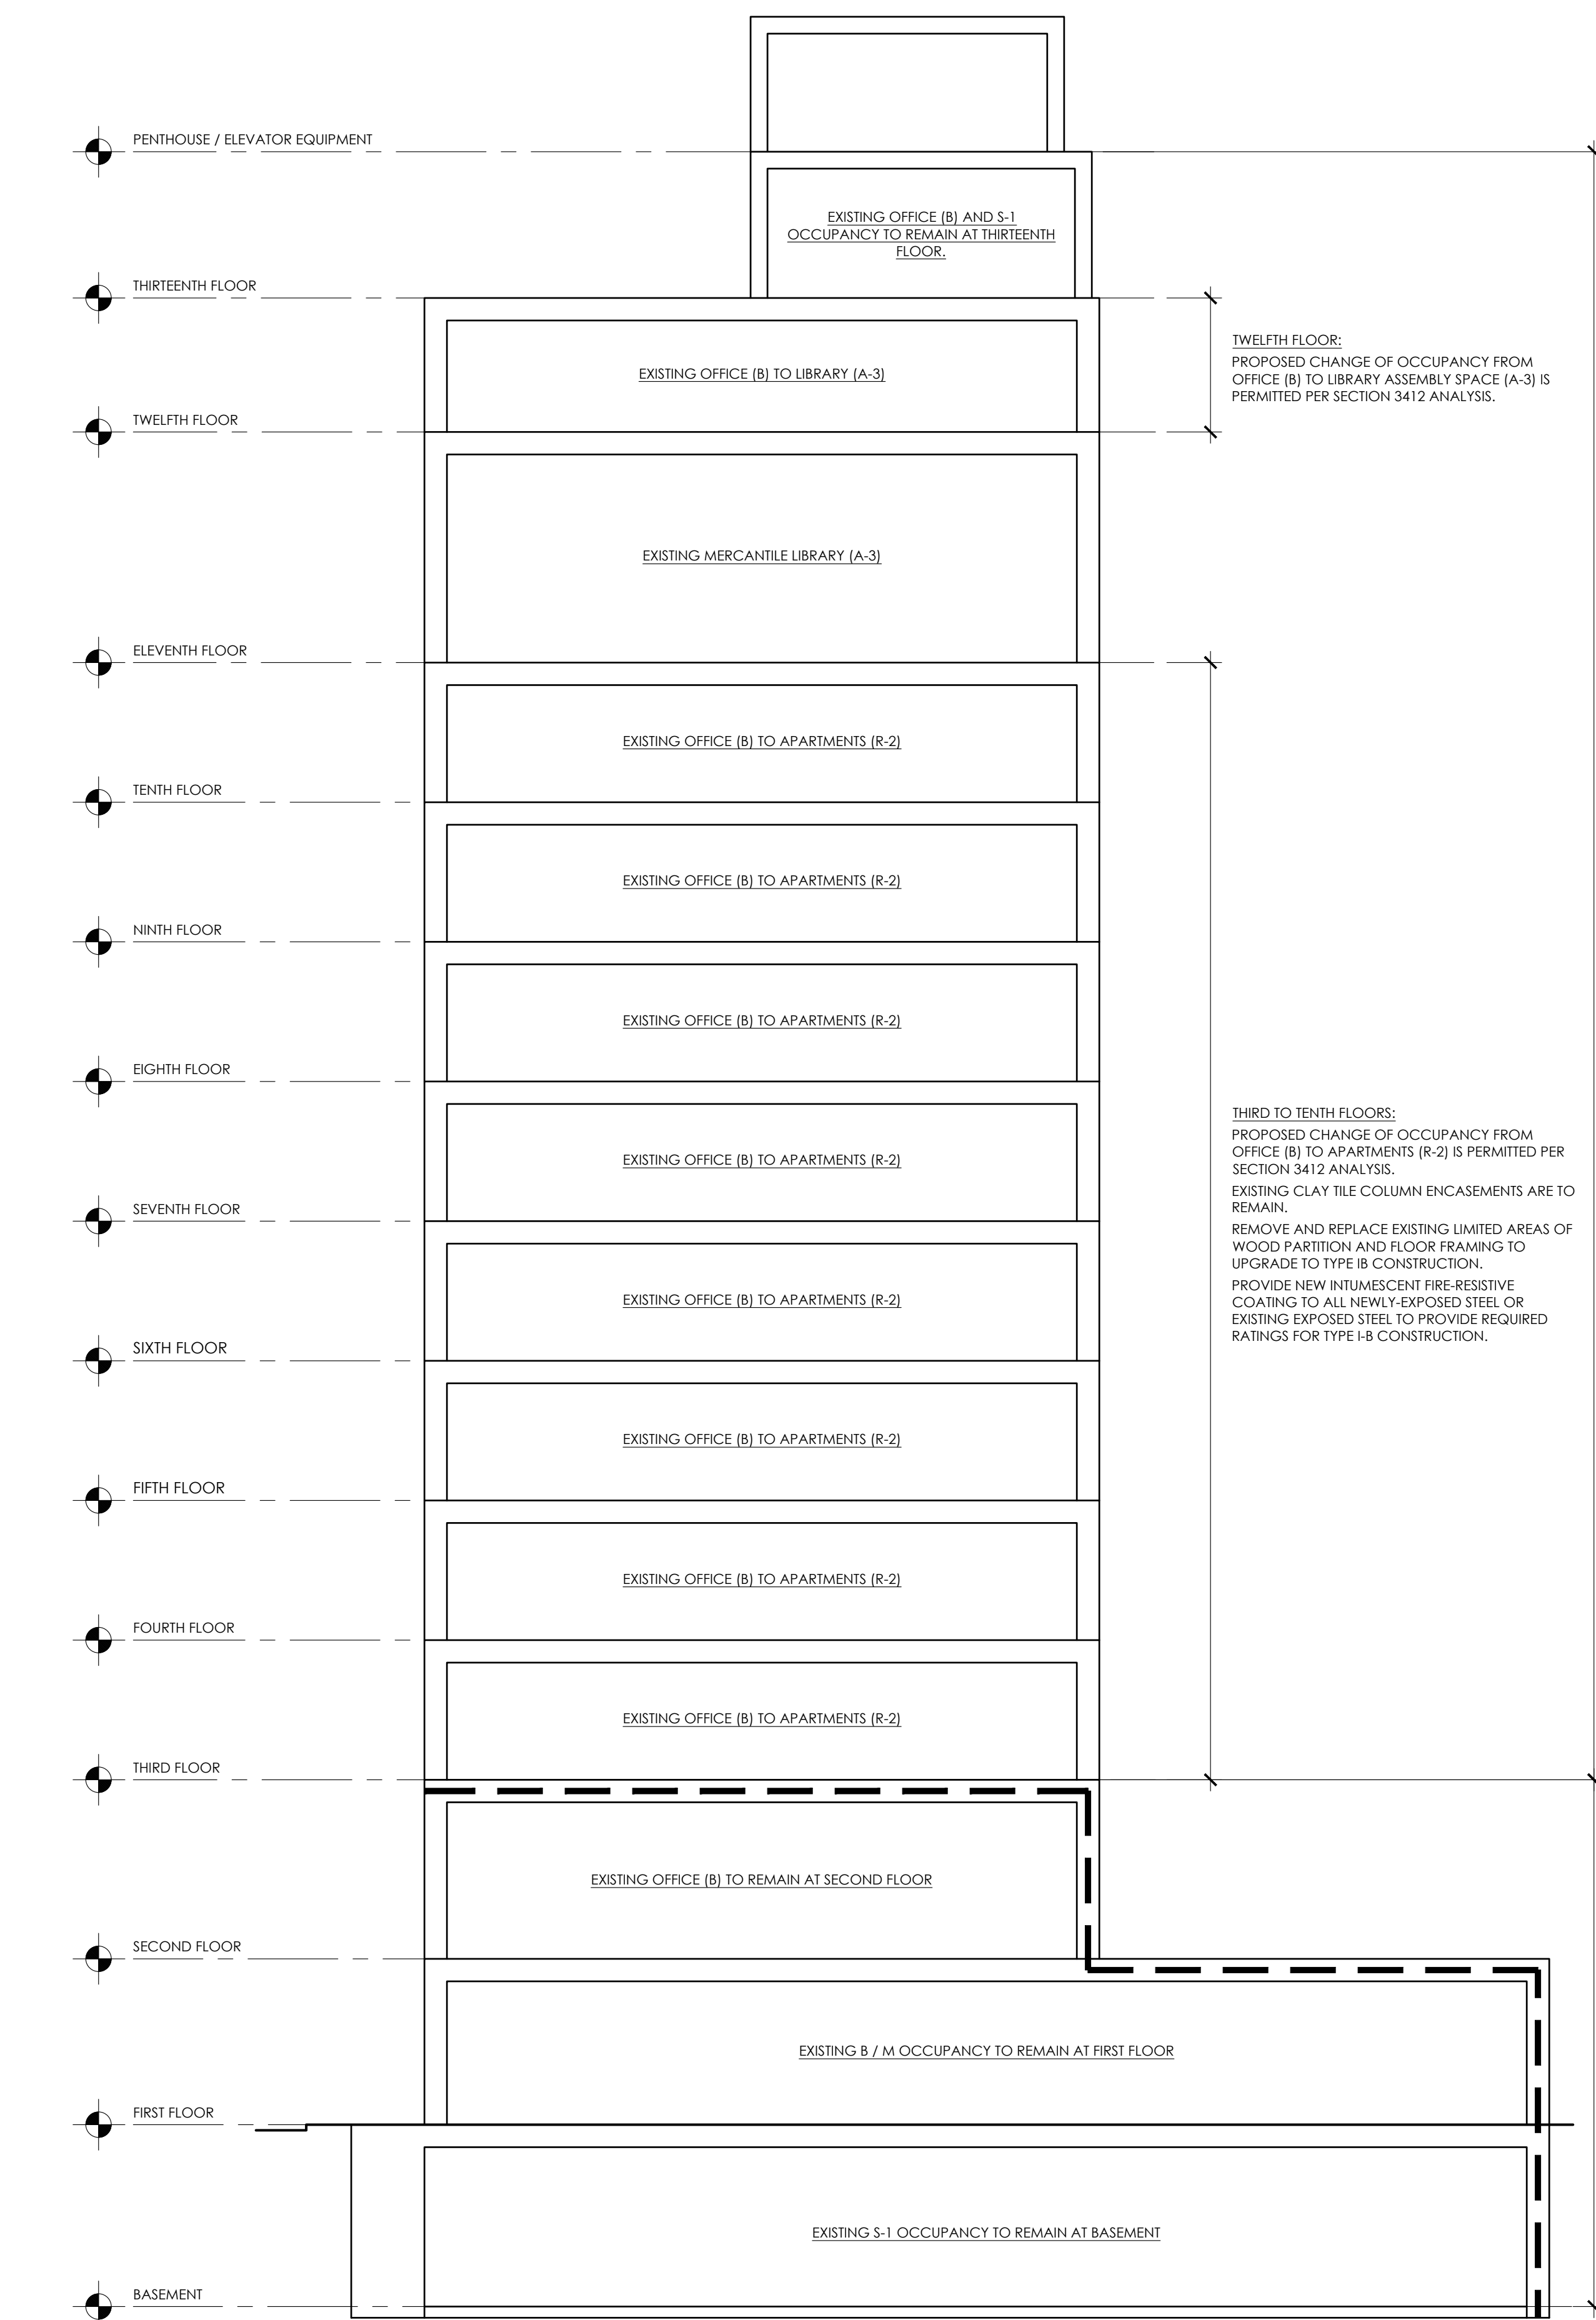 PENTHOUSE / ELEVATOR EQUIPMENT
EXISTING OFFICE (B) AND S-1
OCCUPANCY TO REMAIN AT THIRTEENTH
FLOOR.
THIRTEENTH FLOOR
TWELFTH FLOOR:
PROPOSED CHANGE OF OCCUPANCY FROM
OFFICE (B) TO LIBRARY ASSEMBLY SPACE (A-3) IS
PERMITTED PER SECTION 3412 ANALYSIS.
EXISTING OFFICE (B) TO LIBRARY (A-3)
TWELFTH FLOOR
EXISTING MERCANTILE LIBRARY (A-3)
ELEVENTH FLOOR
EXISTING OFFICE (B) TO APARTMENTS (R-2)
TENTH FLOOR
EXISTING OFFICE (B) TO APARTMENTS (R-2)
NINTH FLOOR
EXISTING OFFICE (B) TO APARTMENTS (R-2)
EIGHTH FLOOR
THIRD TO TENTH FLOORS:
PROPOSED CHANGE OF OCCUPANCY FROM
OFFICE (B) TO APARTMENTS (R-2) IS PERMITTED PER
SECTION 3412 ANALYSIS.
EXISTING CLAY TILE COLUMN ENCASEMENTS ARE TO
REMAIN.
REMOVE AND REPLACE EXISTING LIMITED AREAS OF
WOOD PARTITION AND FLOOR FRAMING TO
UPGRADE TO TYPE IB CONSTRUCTION.
PROVIDE NEW INTUMESCENT FIRE-RESISTIVE
COATING TO ALL NEWLY-EXPOSED STEEL OR
EXISTING EXPOSED STEEL TO PROVIDE REQUIRED
RATINGS FOR TYPE I-B CONSTRUCTION.
EXISTING OFFICE (B) TO APARTMENTS (R-2)
SEVENTH FLOOR
EXISTING OFFICE (B) TO APARTMENTS (R-2)
SIXTH FLOOR
EXISTING OFFICE (B) TO APARTMENTS (R-2)
FIFTH FLOOR
EXISTING OFFICE (B) TO APARTMENTS (R-2)
FOURTH FLOOR
EXISTING OFFICE (B) TO APARTMENTS (R-2)
THIRD FLOOR
EXISTING OFFICE (B) TO REMAIN AT SECOND FLOOR
SECOND FLOOR
EXISTING B / M OCCUPANCY TO REMAIN AT FIRST FLOOR
FIRST FLOOR
EXISTING S-1 OCCUPANCY TO REMAIN AT BASEMENT
BASEMENT